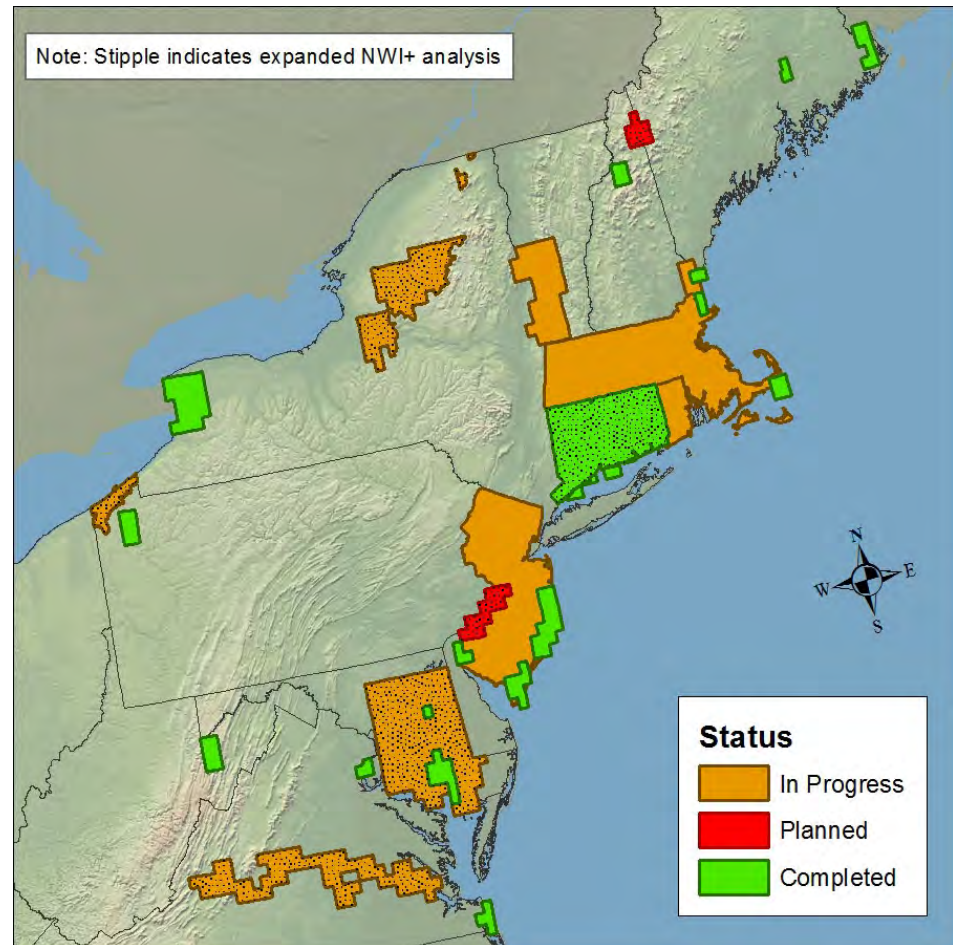 Note: Stipple indicates expanded NWI+ analysis
N
W
E
S
Status
In Progress
Planned
Completed